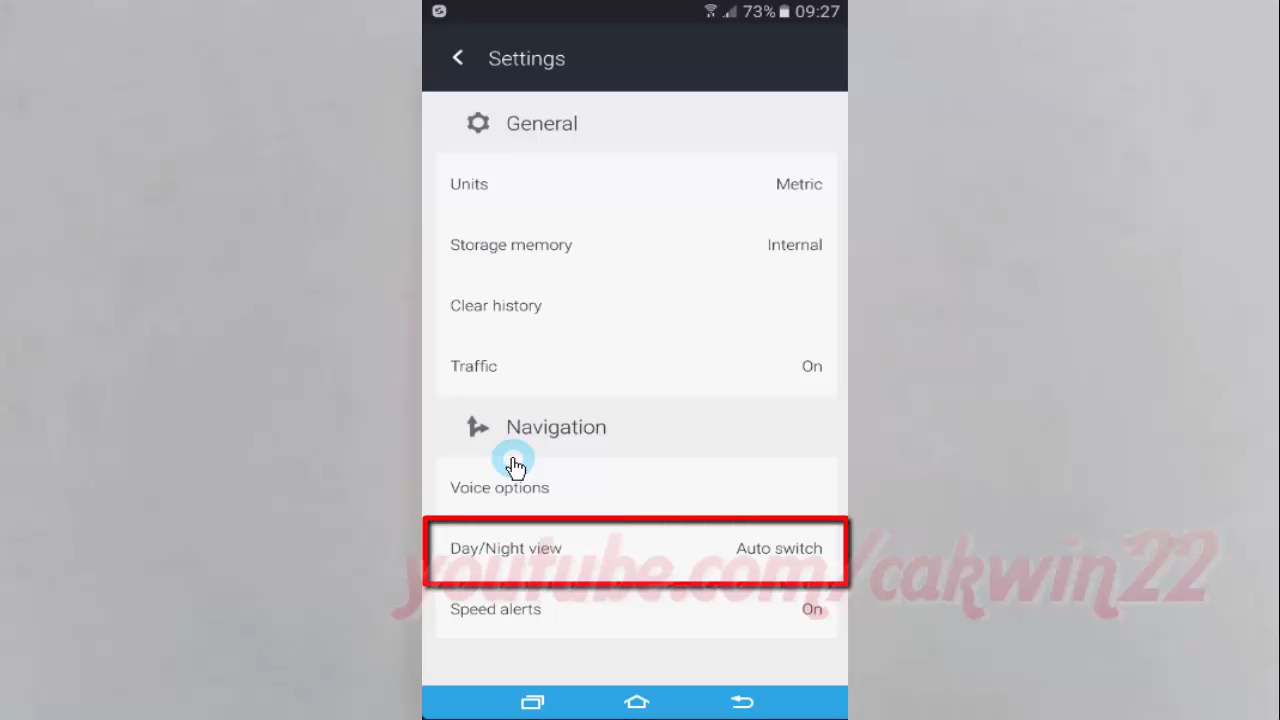 73% 09:27
Settings
General
Units Metric
Storage memory Internal
Clear history
Traffic On
Navigation
Voice options
Day/Night view Auto switch
youtube.com/cakwin22
Speed alerts On